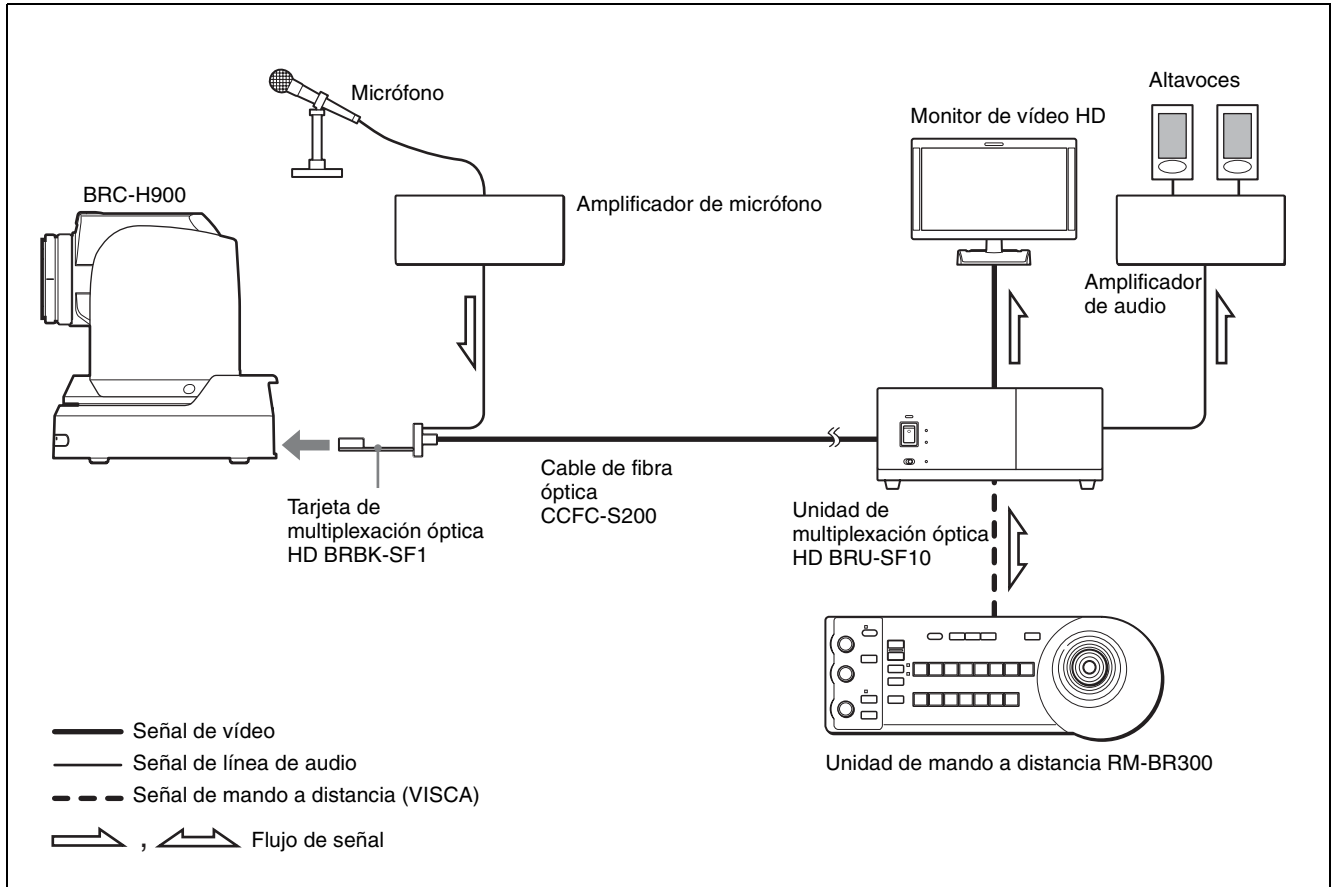 Micrófono
Altavoces
Monitor de vídeo HD
BRC-H900
Amplificador de micrófono
Amplificador
de audio
Cable de fibra
óptica
CCFC-S200
Tarjeta de
multiplexación óptica
HD BRBK-SF1
Unidad de
multiplexación óptica
HD BRU-SF10
Señal de vídeo
Señal de línea de audio
Señal de mando a distancia (VISCA)
, Flujo de señal
Unidad de mando a distancia RM-BR300